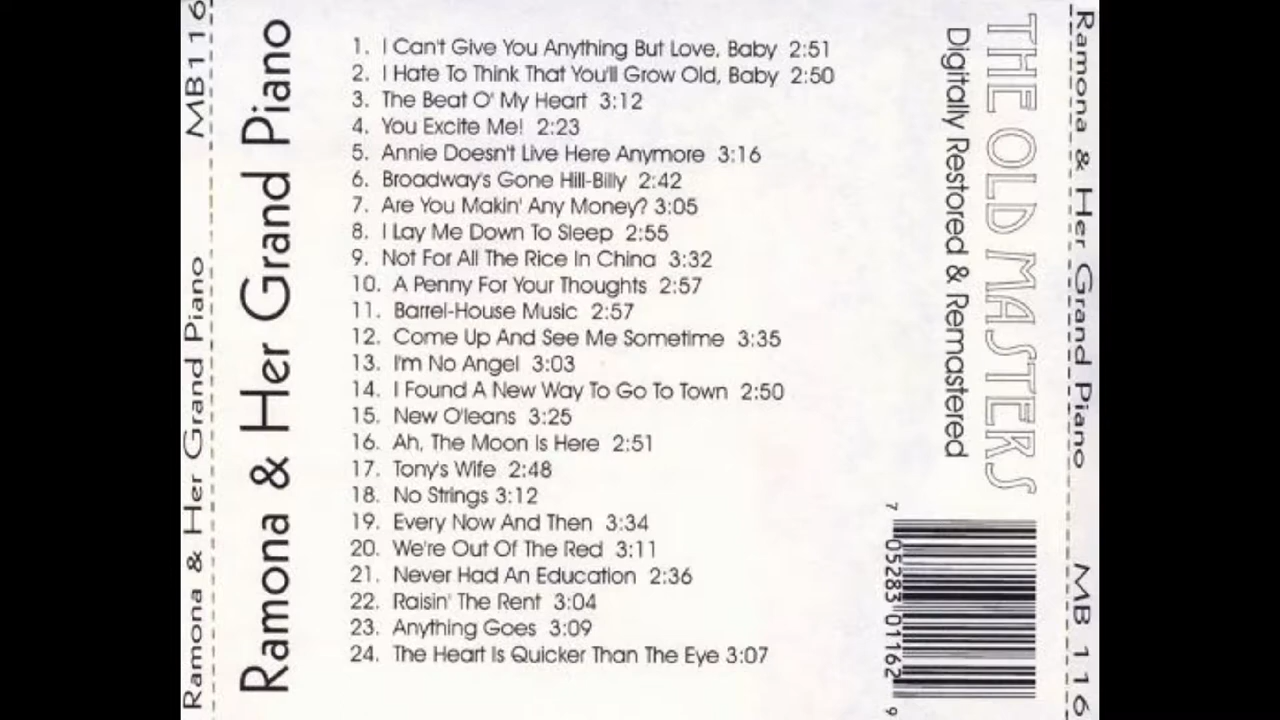 MB116
Ramona & Her Grand Piano
Ramona & Her Grand Piano
1. I Can't Give You Anything But Love, Baby 2:51
2. I Hate To Think That You'll Grow Old, Baby 2:50
3. The Beat O' My Heart 3:12
4. You Excite Me! 2:23
5. Annie Doesn't Live Here Anymore 3:16
6. Broadway's Gone Hill-Billy 2:42
7. Are You Makin' Any Money? 3:05
8. I Lay Me Down To Sleep 2:55
9. Not For All The Rice In China 3:32
10. A Penny For Your Thoughts 2:57
11. Barrel-House Music 2:57
12. Come Up And See Me Sometime 3:35
13. I'm No Angel 3:03
14. I Found A New Way To Go To Town 2:50
15. New O'leans 3:25
16. Ah, The Moon Is Here 2:51
17. Tony's Wife 2:48
18. No Strings 3:12
19. Every Now And Then 3:34
20. We're Out Of The Red 3:11
21. Never Had An Education 2:36
22. Raisin' The Rent 3:04
23. Anything Goes 3:09
24. The Heart Is Quicker Than The Eye 3:07
THE OLD MASTERS
Digitally Restored & Remastered
7 05283 01162 9
Ramona & Her Grand Piano
MB 116